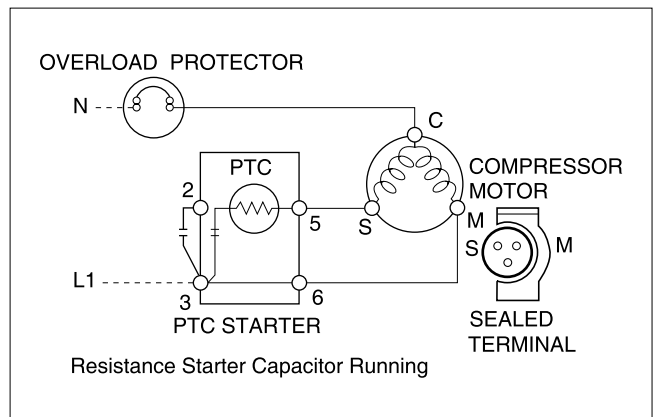 OVERLOAD PROTECTOR
N
C
PTC
COMPRESSOR
MOTOR
2
5
S
M
S
M
L1
3
6
PTC STARTER
SEALED
TERMINAL
Resistance Starter Capacitor Running